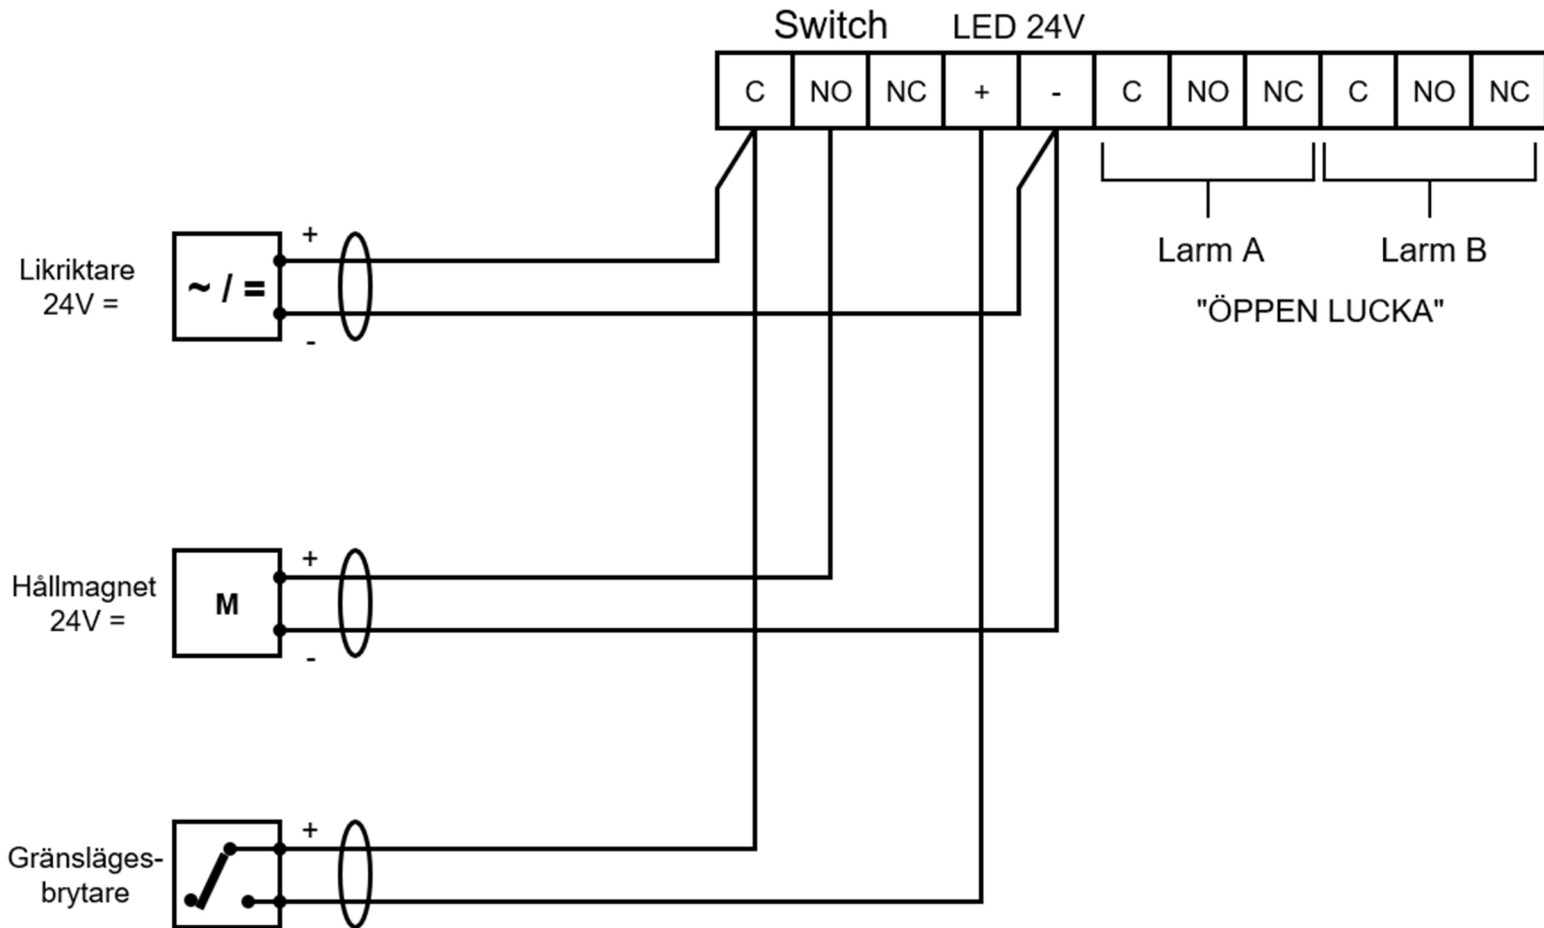 Switch LED 24V
C NO NC + - C NO NC C NO NC
Larm A Larm B
"ÖPPEN LUCKA"
Likriktare
24V =
+
~ / =
-
Hållmagnet
24V =
+
M
-
Gränsläges-
brytare
+